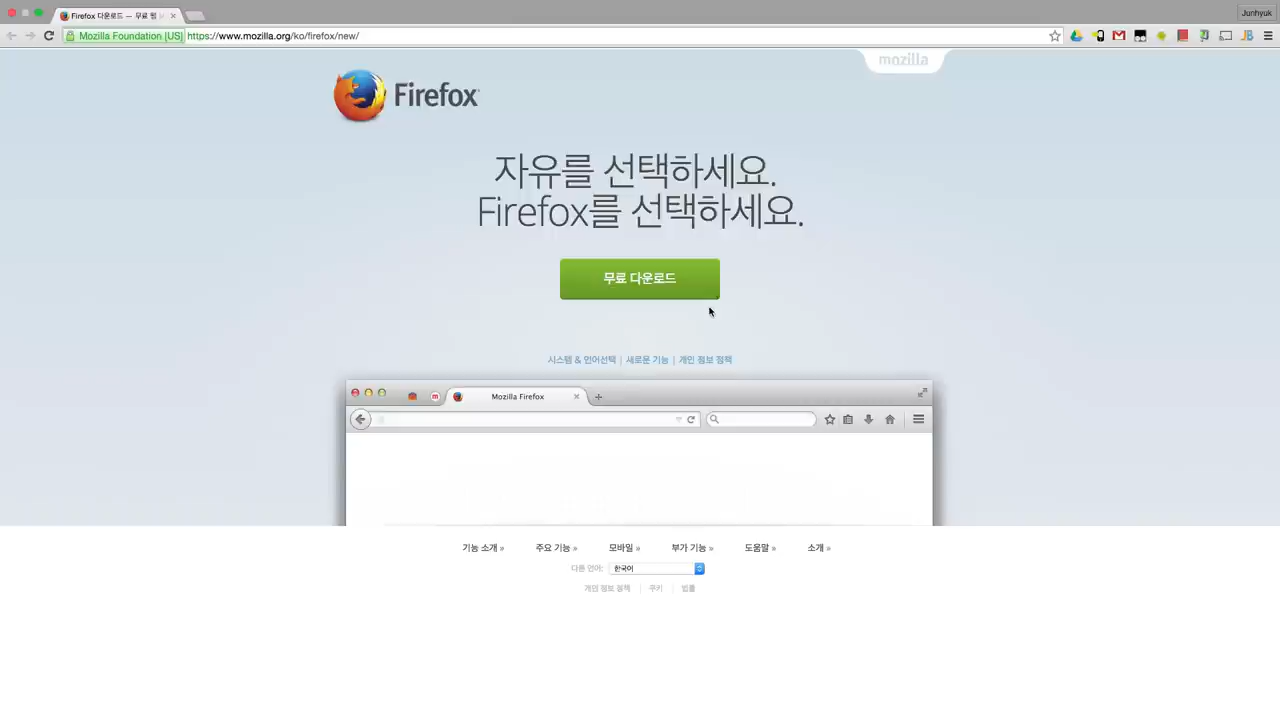 Firefox 다운로드 — 무료 웹
Junhyuk
Mozilla Foundation [US] https://www.mozilla.org/ko/firefox/new/
mozilla
Firefox
자유를 선택하세요.
Firefox를 선택하세요.
무료 다운로드
시스템 & 언어선택 | 새로운 기능 | 개인 정보 정책
Mozilla Firefox
기능 소개 » 주요 기능 » 모바일 » 부가 기능 » 도움말 » 소개 »
다른 언어: 한국어
개인 정보 정책 쿠키 법률